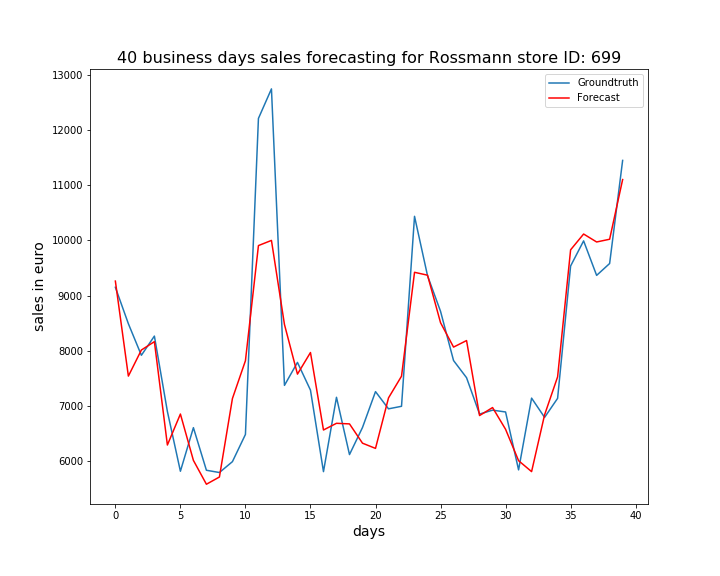 40 business days sales forecasting for Rossmann store ID: 699
Groundtruth
Forecast
13000
12000
11000
10000
9000
8000
7000
6000
sales in euro
0 5 10 15 20 25 30 35 40
days